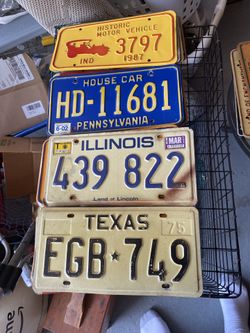 HISTORIC
MOTOR VEHICLE
3797
IND 1987
HOUSE CAR
HD-11681
6-02 PENNSYLVANIA
ILLINOIS
MAR
439 822
Land of Lincoln
TEXAS
75
EGB★749